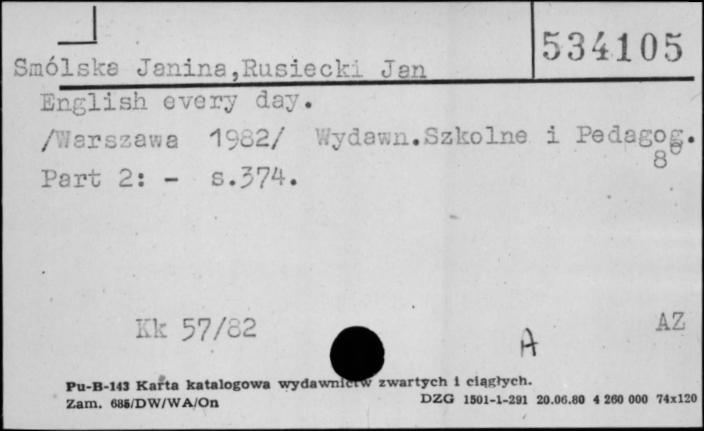 534105
Smólska Janina,Rusiecki Jan
English every day.
/Warszawa 1982/ Wydawn.Szkolne i Pedagog.
8°
Part 2: - s.374.
Kk 57/82
A
AZ
Pu-B-143 Karta katalogowa wydawnictw zwartych i ciągłych.
Zam. 685/DW/WA/On DZG 1501-1-291 20.06.80 4 260 000 74x120